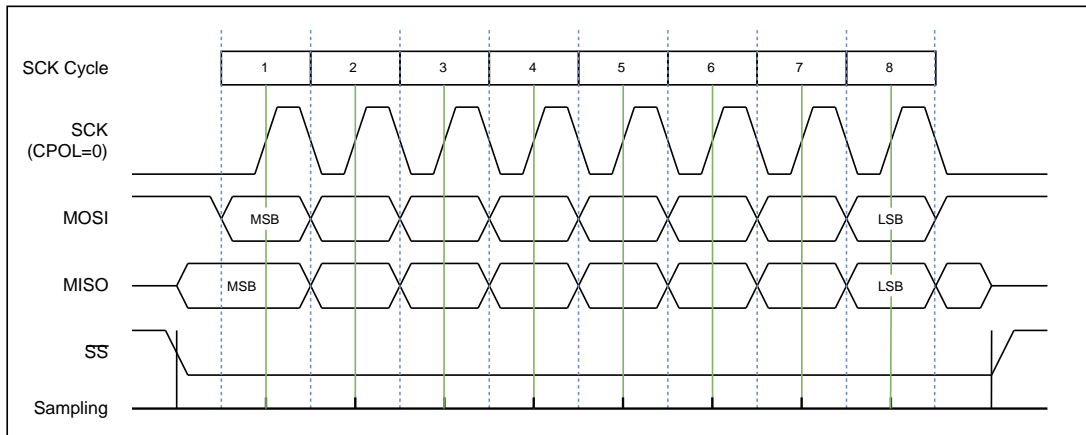 SCK Cycle 1 2 3 4 5 6 7 8
SCK
(CPOL=0)
MOSI MSB LSB
MISO MSB LSB
SS
Sampling